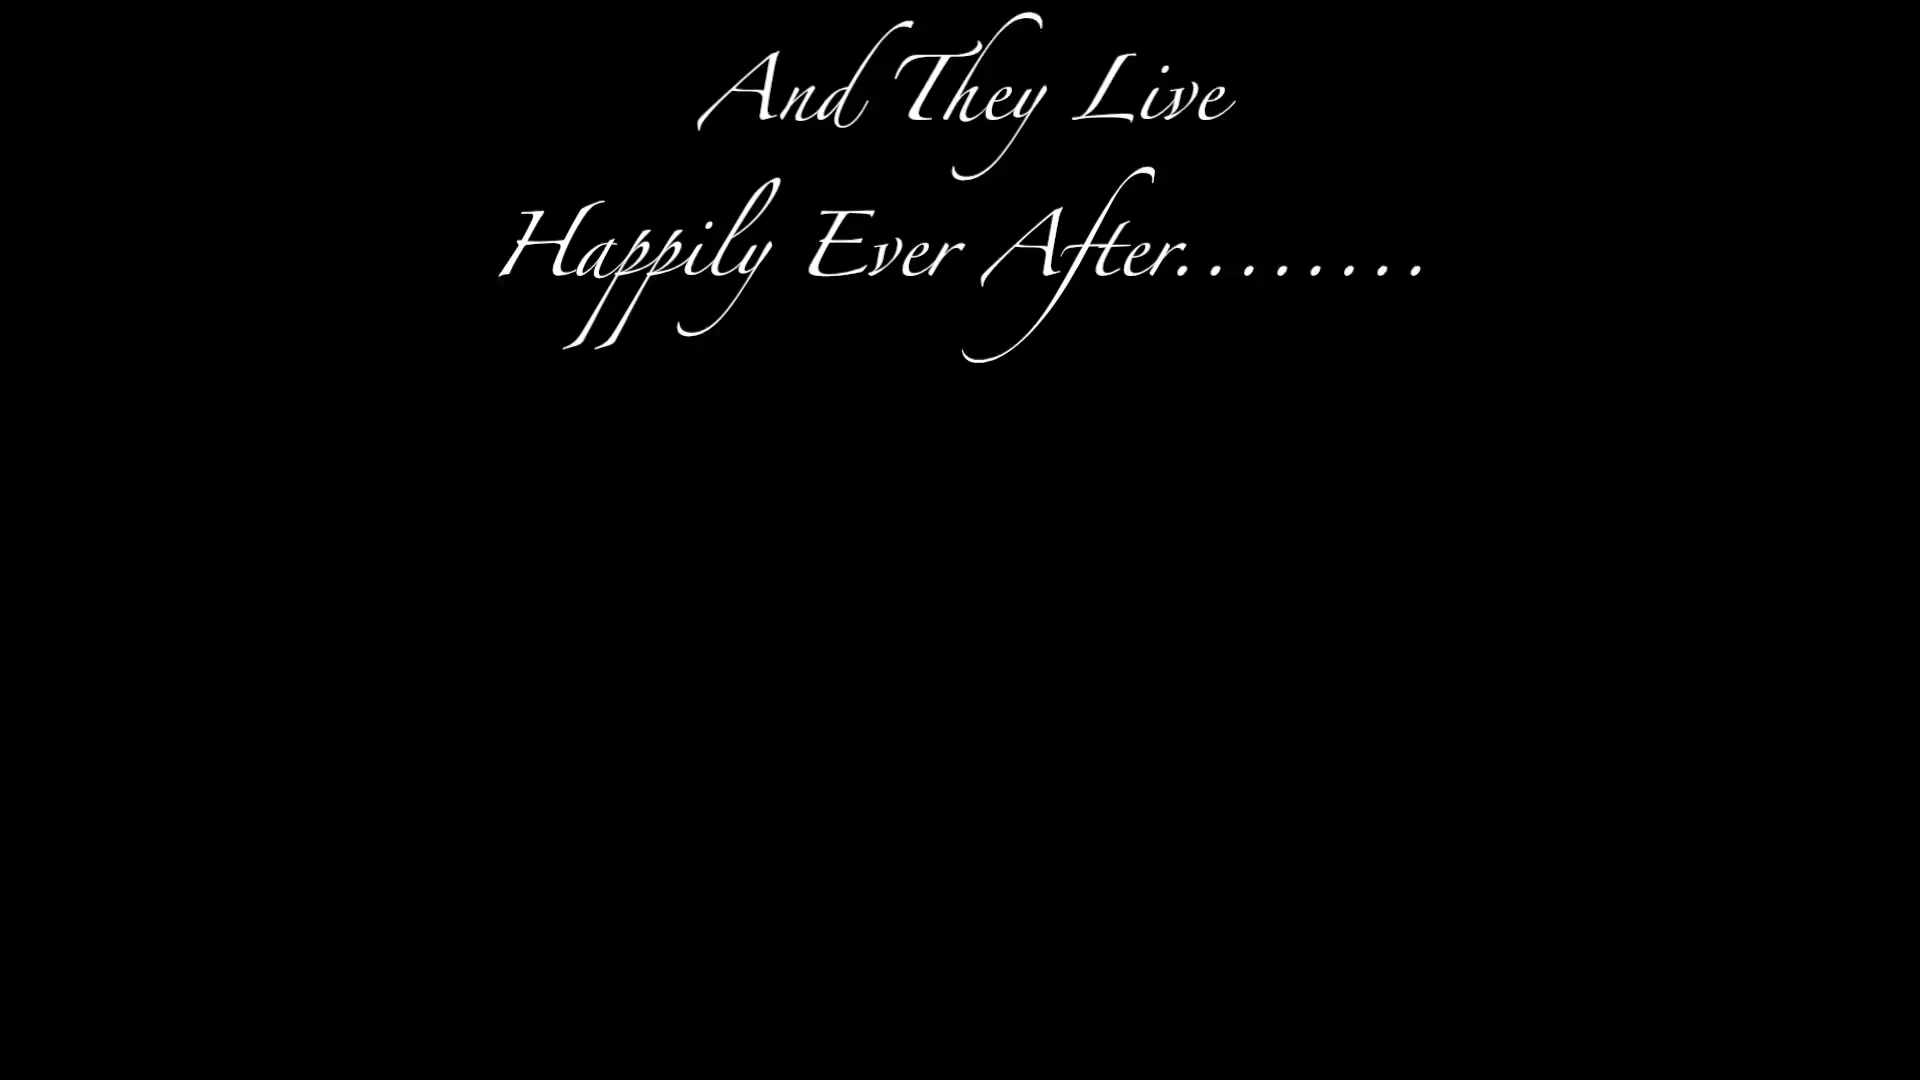 And They Live
Happily Ever After........